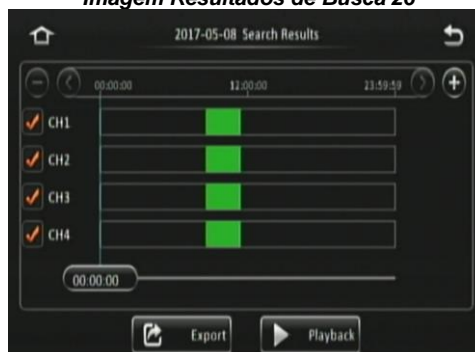 Imagem Resultados de Busca 20
2017-05-08 Search Results
00:00:00 12:00:00 23:59:59
CH1
CH2
CH3
CH4
00:00:00
Export Playback